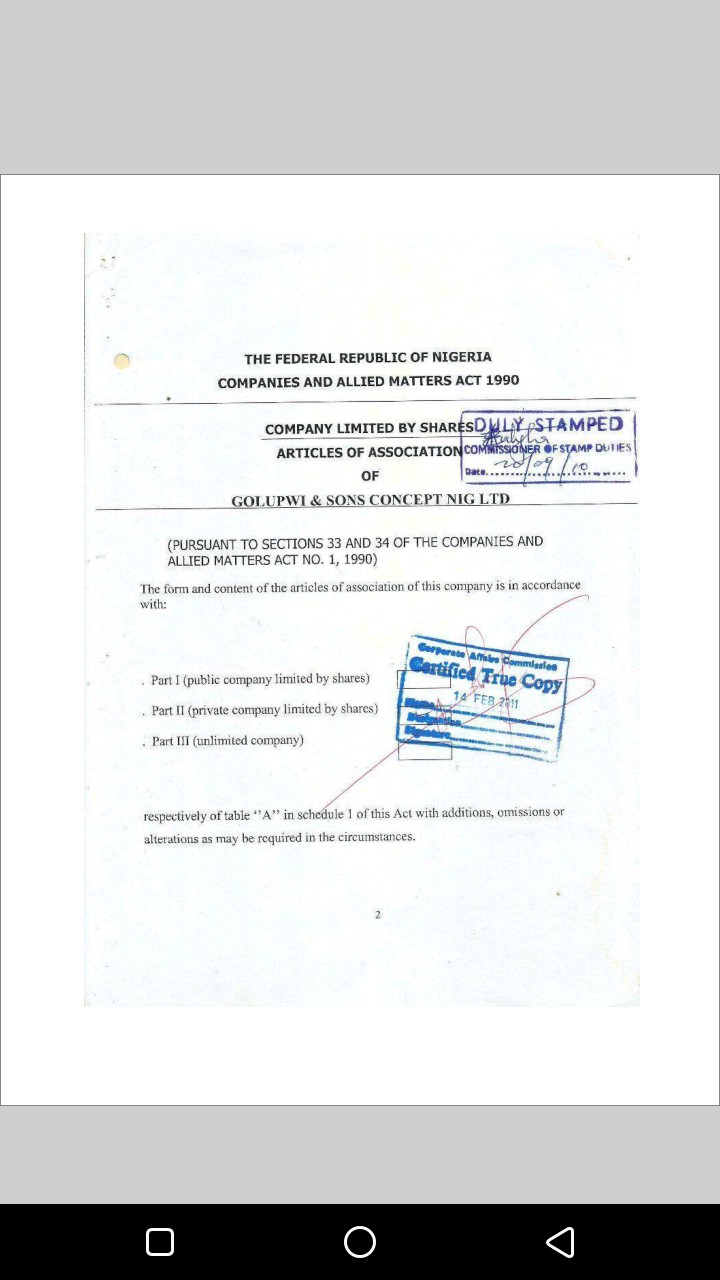 THE FEDERAL REPUBLIC OF NIGERIA
COMPANIES AND ALLIED MATTERS ACT 1990
COMPANY LIMITED BY SHARES
DULY STAMPED
COMMISSIONER OF STAMP DUTIES
Date 20/09/10
ARTICLES OF ASSOCIATION
OF
GOLUPWI & SONS CONCEPT NIG LTD
(PURSUANT TO SECTIONS 33 AND 34 OF THE COMPANIES AND
ALLIED MATTERS ACT NO. 1, 1990)
The form and content of the articles of association of this company is in accordance
with:
Corporate Affairs Commission
Certified True Copy
14 FEB 2011
Name
Designation
Signature
. Part I (public company limited by shares)
. Part II (private company limited by shares)
. Part III (unlimited company)
respectively of table ‘‘A’’ in schedule 1 of this Act with additions, omissions or
alterations as may be required in the circumstances.
2